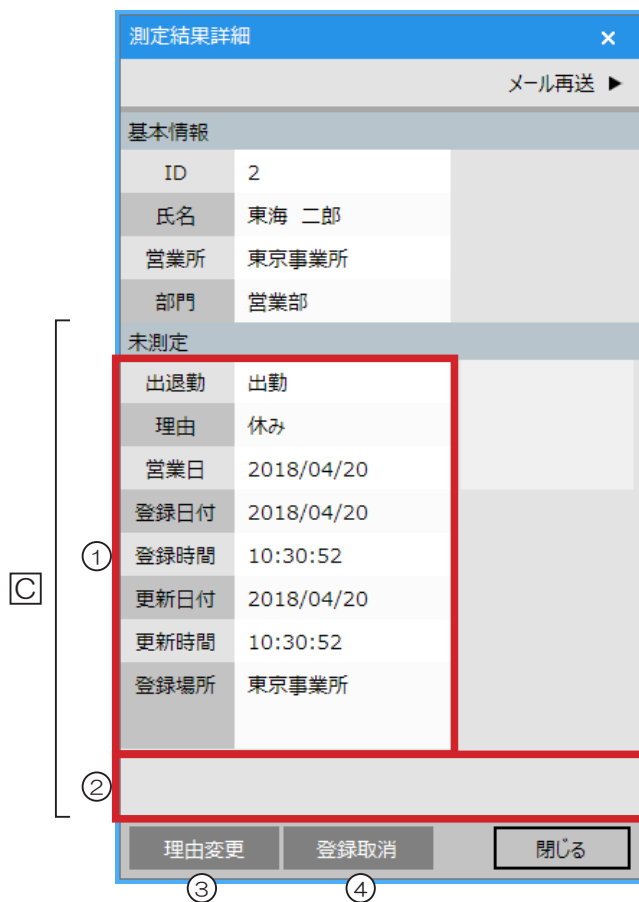 測定結果詳細 ×
メール再送 ▶
基本情報
ID 2
氏名 東海 二郎
営業所 東京事業所
部門 営業部
未測定
出退勤 出勤
理由 休み
営業日 2018/04/20
登録日付 2018/04/20
① 登録時間 10:30:52
C
更新日付 2018/04/20
更新時間 10:30:52
登録場所 東京事業所
②
理由変更 登録取消 閉じる
③ ④